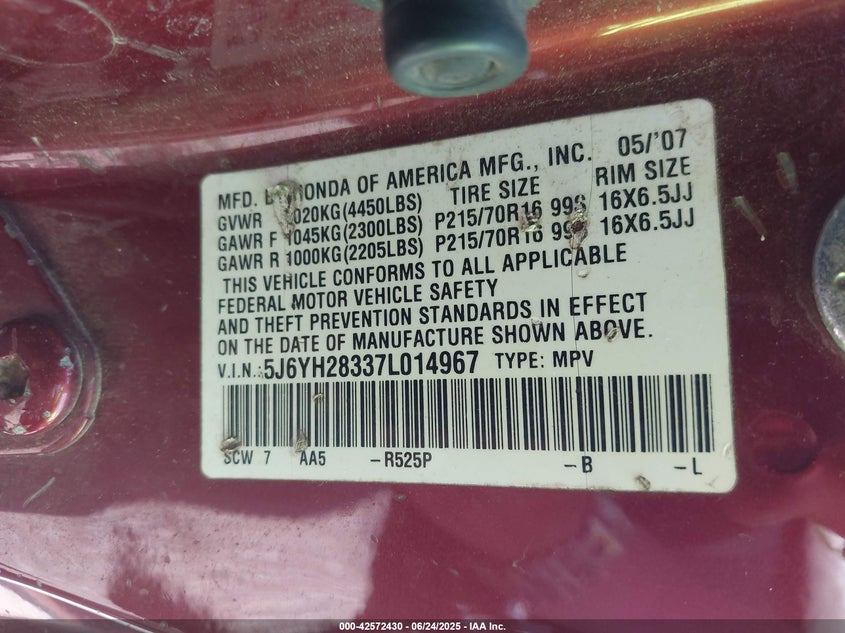 MFD. B HONDA OF AMERICA MFG., INC. 05/'07
GVWR 020KG(4450LBS) TIRE SIZE RIM SIZE
GAWR F 1045KG(2300LBS) P215/70R16 99S 16X6.5JJ
GAWR R 1000KG(2205LBS) P215/70R16 99 16X6.5JJ
THIS VEHICLE CONFORMS TO ALL APPLICABLE
FEDERAL MOTOR VEHICLE SAFETY
AND THEFT PREVENTION STANDARDS IN EFFECT
ON THE DATE OF MANUFACTURE SHOWN ABOVE.
V.I.N.:5J6YH28337L014967 TYPE: MPV
SCW 7 AA5 –R525P –B –L
000-42572430 - 06/24/2025 - IAA Inc.